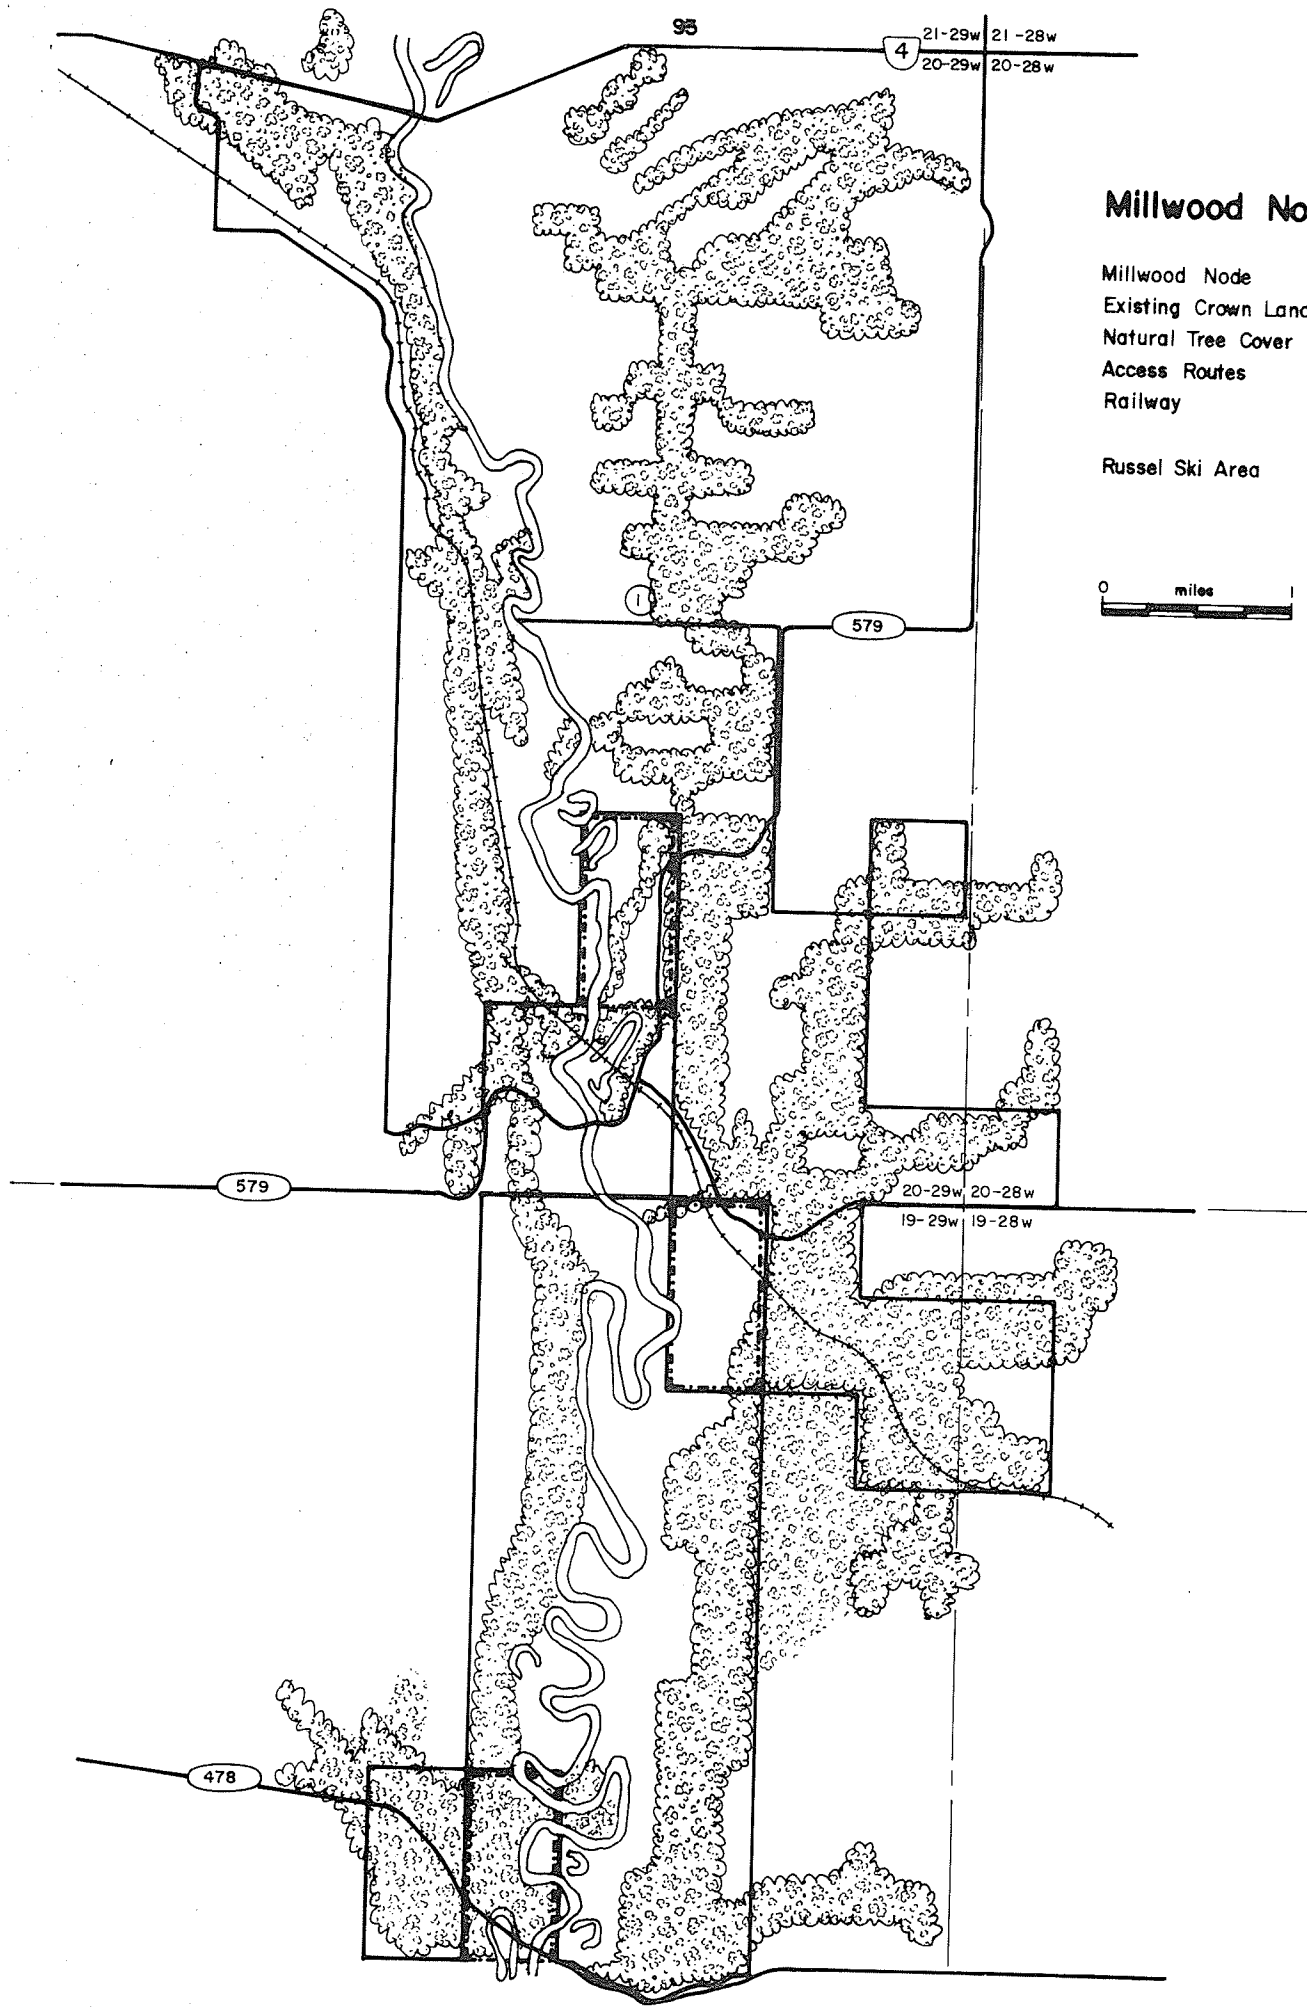 95
4
21-29w 21-28w
20-29w 20-28w
Millwood No
Millwood Node
Existing Crown Land
Natural Tree Cover
Access Routes
Railway
Russel Ski Area
0 miles 1
1
579
579
20-29w 20-28w
19-29w 19-28w
478